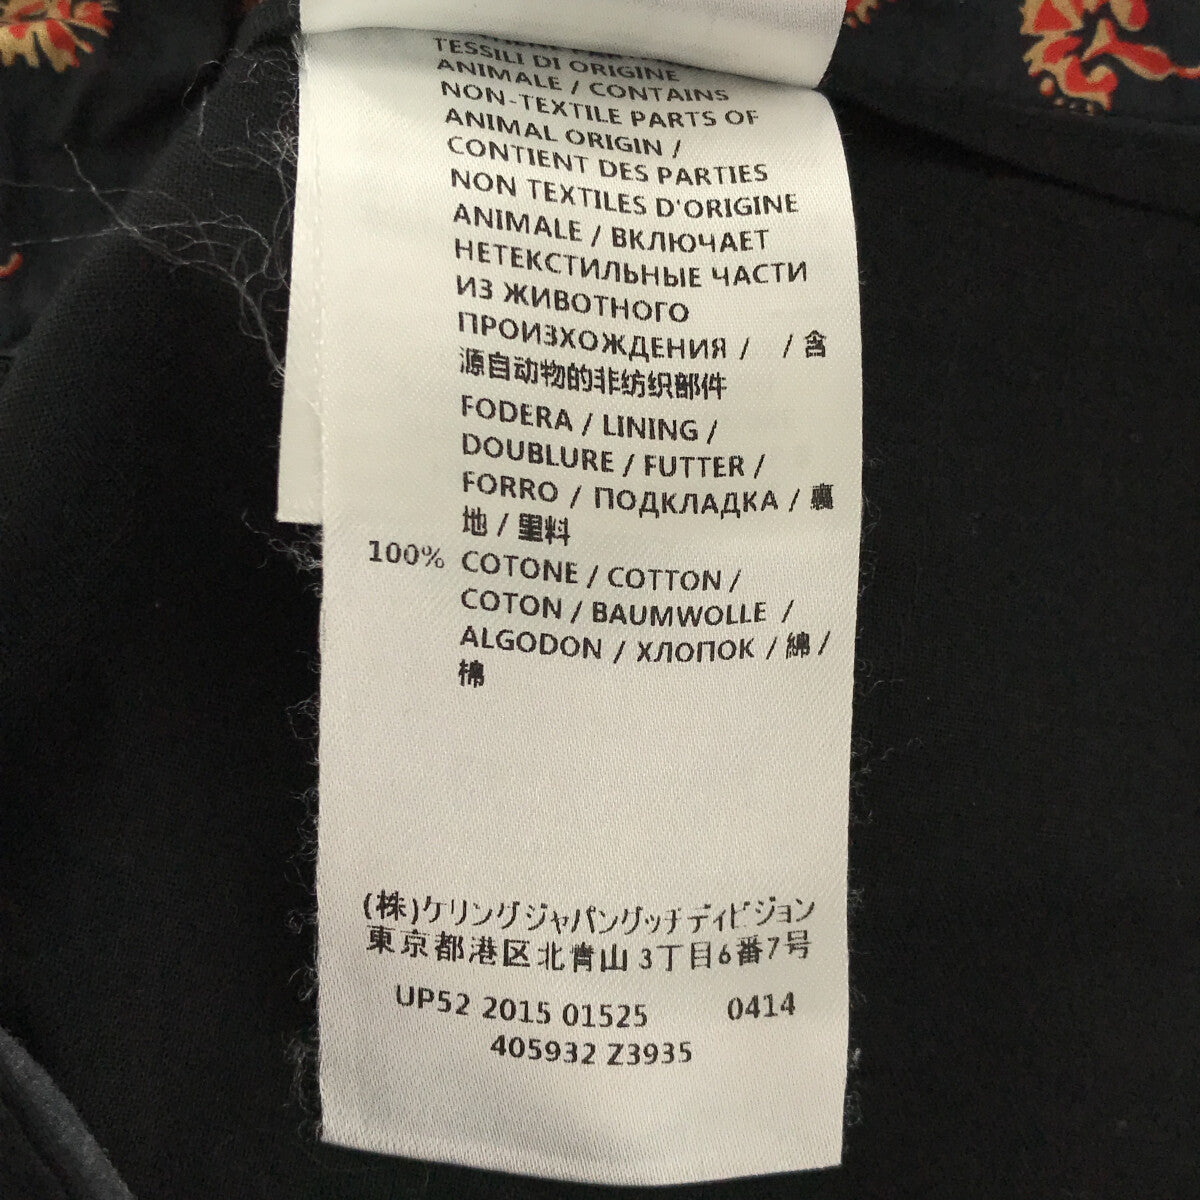 TESSILI DI ORIGINE
ANIMALE / CONTAINS
NON-TEXTILE PARTS OF
ANIMAL ORIGIN /
CONTIENT DES PARTIES
NON TEXTILES D'ORIGINE
ANIMALE / ВКЛЮЧАЕТ
НЕТЕКСТИЛЬНЫЕ ЧАСТИ
ИЗ ЖИВОТНОГО
ПРОИЗХОЖДЕНИЯ / / 含
源自动物的非纺织部件
FODERA / LINING /
DOUBLURE / FUTTER /
FORRO / ПОДКЛАДКА / 裏
地 / 里料
100% COTONE / COTTON /
COTON / BAUMWOLLE /
ALGODON / ХЛОПОК / 綿 /
棉
(株)ケリングジャパングッチディビジョン
東京都港区北青山 3丁目6番7号
UP52 2015 01525 0414
405932 Z3935